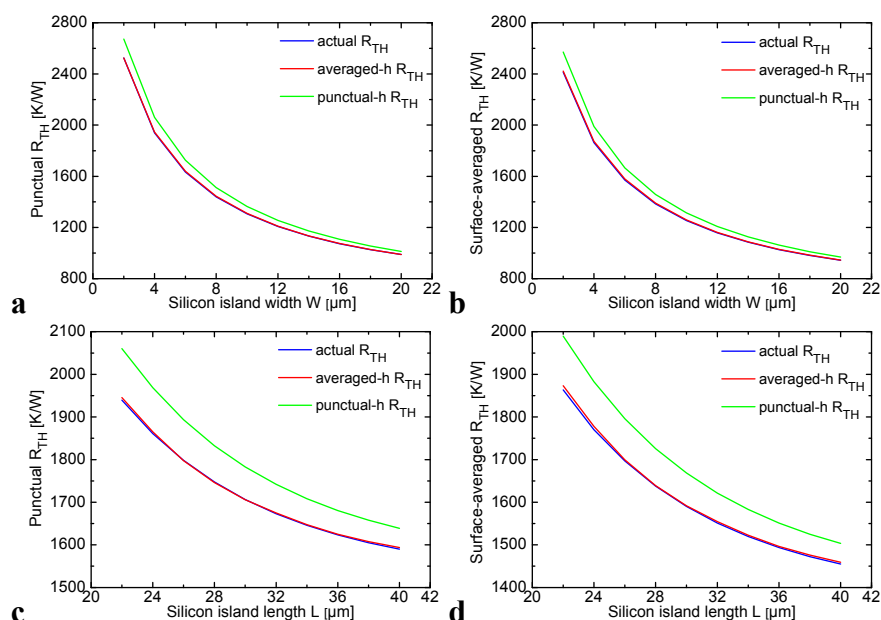 2800
2400
2000
1600
1200
800
0 4 8 12 16 20 22
Punctual R_TH [K/W]
Silicon island width W [µm]
actual R_TH
averaged-h R_TH
punctual-h R_TH
a
2800
2400
2000
1600
1200
800
0 4 8 12 16 20 22
Surface-averaged R_TH [K/W]
Silicon island width W [µm]
actual R_TH
averaged-h R_TH
punctual-h R_TH
b
2100
2000
1900
1800
1700
1600
1500
20 24 28 32 36 40 42
Punctual R_TH [K/W]
Silicon island length L [µm]
actual R_TH
averaged-h R_TH
punctual-h R_TH
c
2000
1900
1800
1700
1600
1500
1400
20 24 28 32 36 40 42
Surface-averaged R_TH [K/W]
Silicon island length L [µm]
actual R_TH
averaged-h R_TH
punctual-h R_TH
d